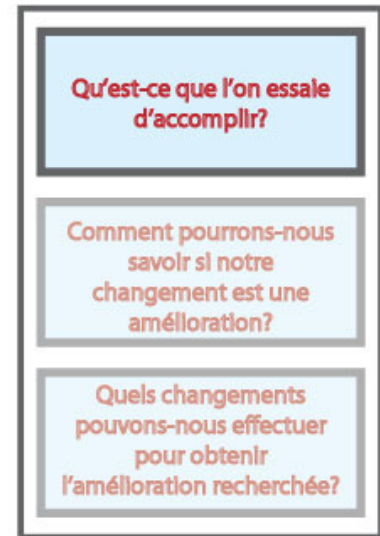 Qu'est-ce que l'on essaie
d'accomplir?
Comment pourrons-nous
savoir si notre
changement est une
amélioration?
Quels changements
pouvons-nous effectuer
pour obtenir
l'amélioration recherchée?